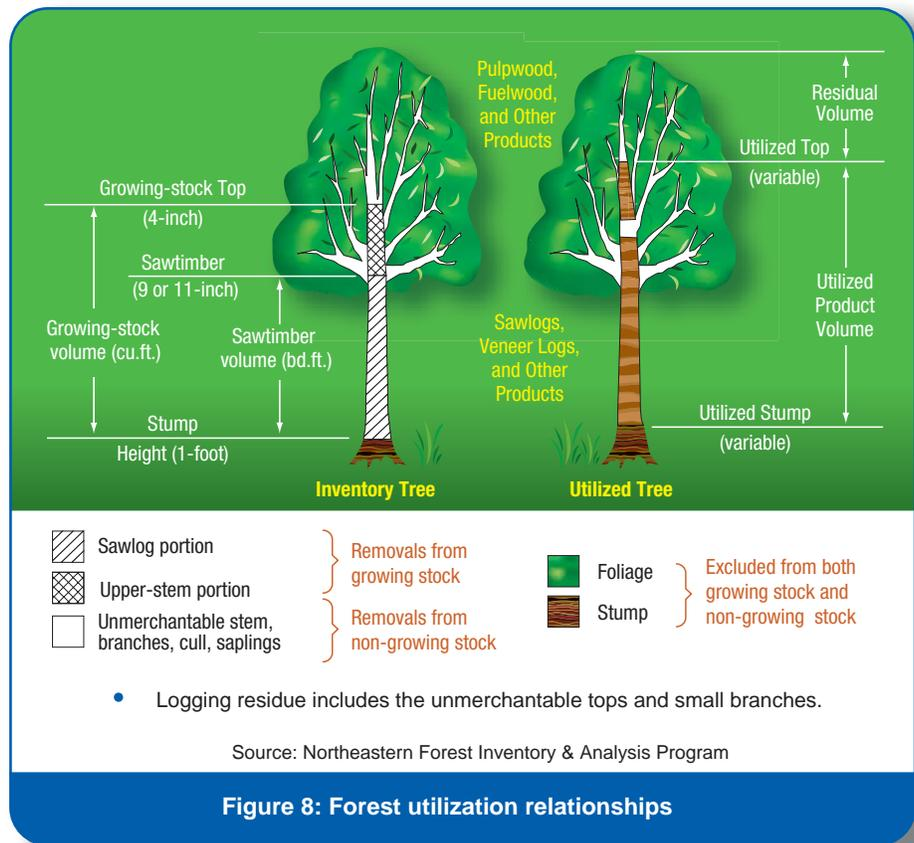 Pulpwood,
Fuelwood,
and Other
Products
Residual
Volume
Utilized Top
(variable)
Growing-stock Top
(4-inch)
Sawtimber
(9 or 11-inch)
Growing-stock
volume (cu.ft.)
Sawtimber
volume (bd.ft.)
Utilized
Product
Volume
Sawlogs,
Veneer Logs,
and Other
Products
Stump
Height (1-foot)
Utilized Stump
(variable)
Inventory Tree
Utilized Tree
Sawlog portion
Upper-stem portion
Removals from
growing stock
Unmerchantable stem,
branches, cull, saplings
Removals from
non-growing stock
Foliage
Stump
Excluded from both
growing stock and
non-growing stock
• Logging residue includes the unmerchantable tops and small branches.
Source: Northeastern Forest Inventory & Analysis Program
Figure 8: Forest utilization relationships